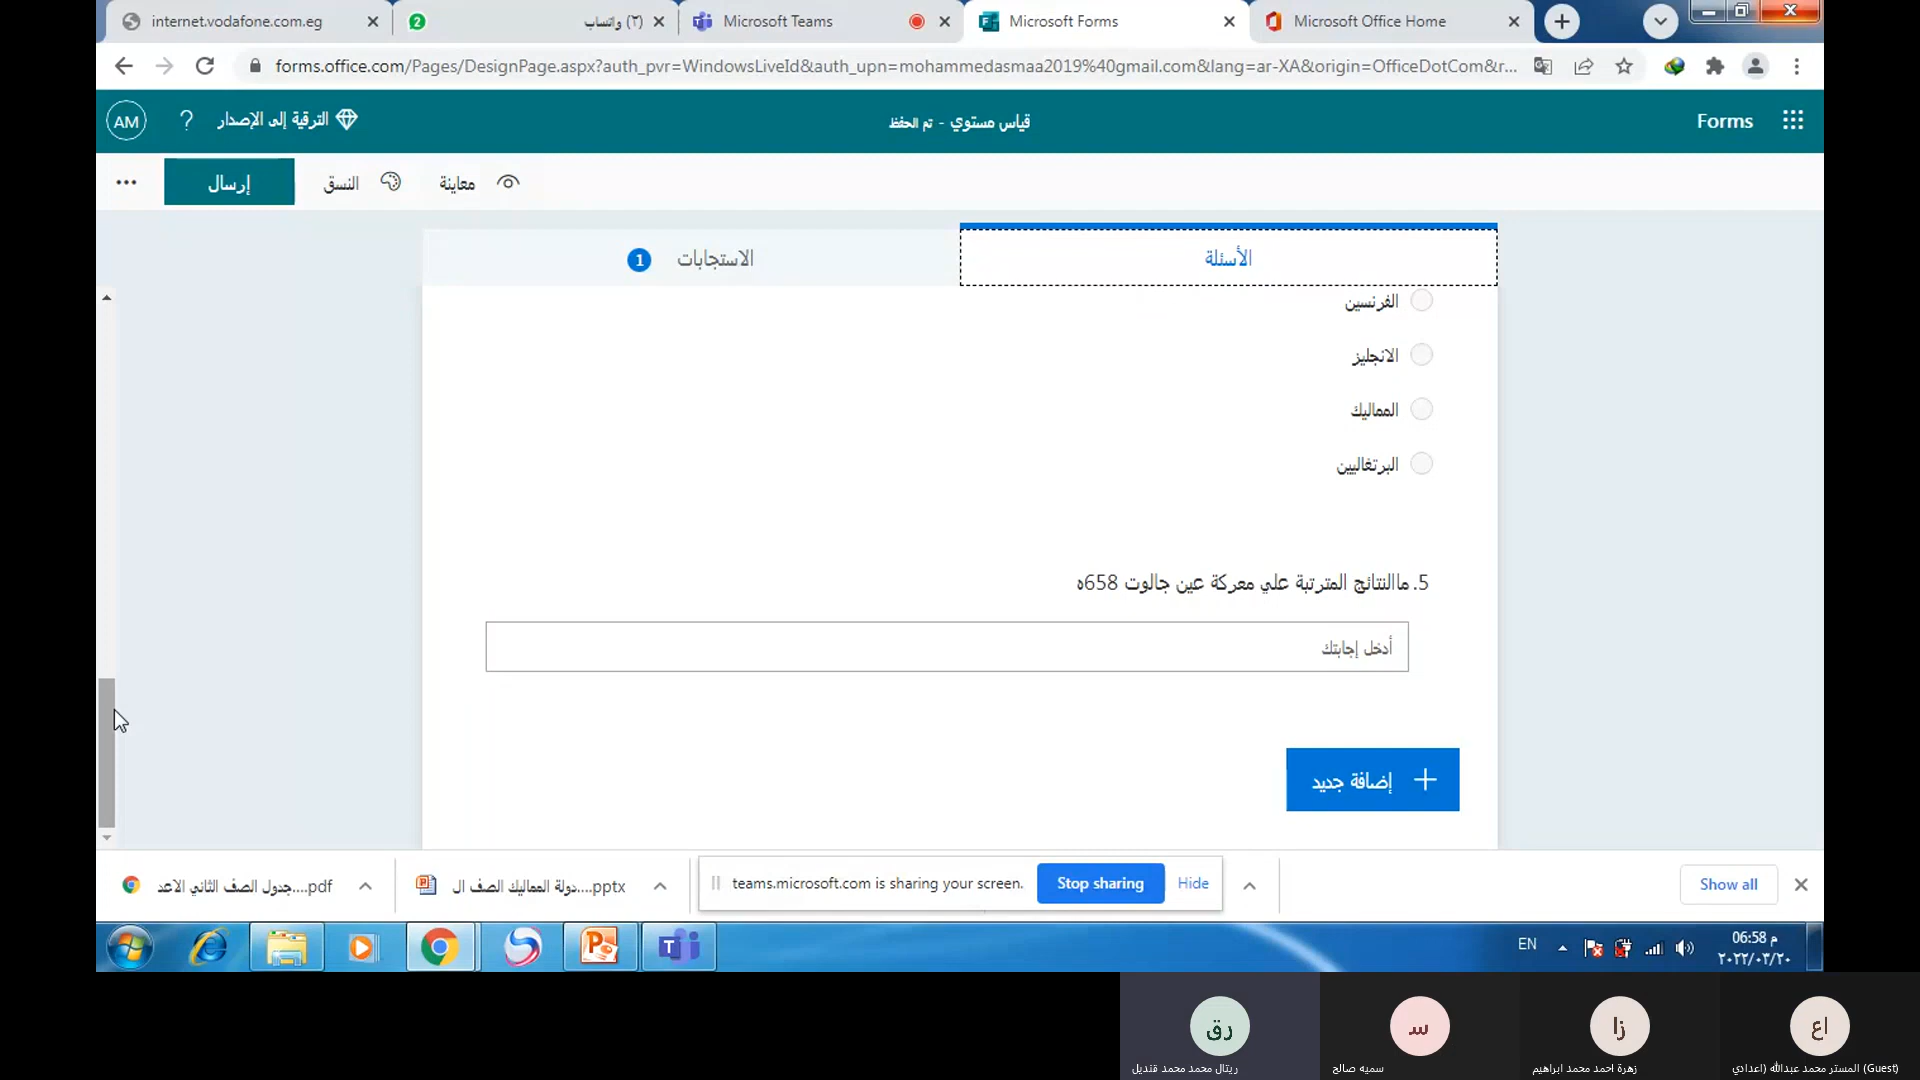 internet.vodafone.com.eg
2
(٣) واتساب
Microsoft Teams
Microsoft Forms
Microsoft Office Home
forms.office.com/Pages/DesignPage.aspx?auth_pvr=WindowsLiveId&auth_upn=mohammedasmaa2019%40gmail.com&lang=ar-XA&origin=OfficeDotCom&r...
Forms
قياس مستوي - تم الحفظ
الترقية إلى الإصدار
?
AM
معاينة
النسق
إرسال
...
الأسئلة
الاستجابات 1
الفرنسين
الانجليز
المماليك
البرتغاليين
5. ماالنتائج المترتبة علي معركة عين جالوت 658ه
أدخل إجابتك
إضافة جديد
جدول الصف الثاني الاعد....pdf
دولة المماليك الصف ال....pptx
teams.microsoft.com is sharing your screen.
Stop sharing
Hide
Show all
EN
06:58 م
٢٠٢٢/٠٣/٢٠
رق
ريتال محمد محمد قنديل
س
سميه صالح
زا
زهرة احمد محمد ابراهيم
اع
المستر محمد عبدالله (اعدادي (Guest)